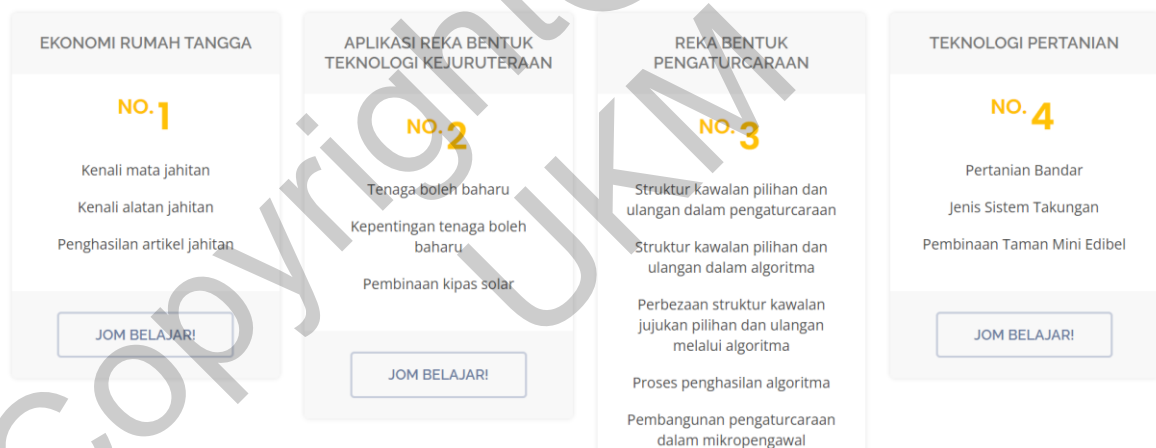 EKONOMI RUMAH TANGGA
NO. 1
Kenali mata jahitan
Kenali alatan jahitan
Penghasilan artikel jahitan
JOM BELAJAR!
APLIKASI REKA BENTUK
TEKNOLOGI KEJURUTERAAN
NO. 2
Tenaga boleh baharu
Kepentingan tenaga boleh
baharu
Pembinaan kipas solar
JOM BELAJAR!
REKA BENTUK
PENGATURCARAAN
NO. 3
Struktur kawalan pilihan dan
ulangan dalam pengaturcaraan
Struktur kawalan pilihan dan
ulangan dalam algoritma
Perbezaan struktur kawalan
jujukan pilihan dan ulangan
melalui algoritma
Proses penghasilan algoritma
Pembangunan pengaturcaraan
dalam mikropengawal
TEKNOLOGI PERTANIAN
NO. 4
Pertanian Bandar
Jenis Sistem Takungan
Pembinaan Taman Mini Edibel
JOM BELAJAR!
Copyright
UKM